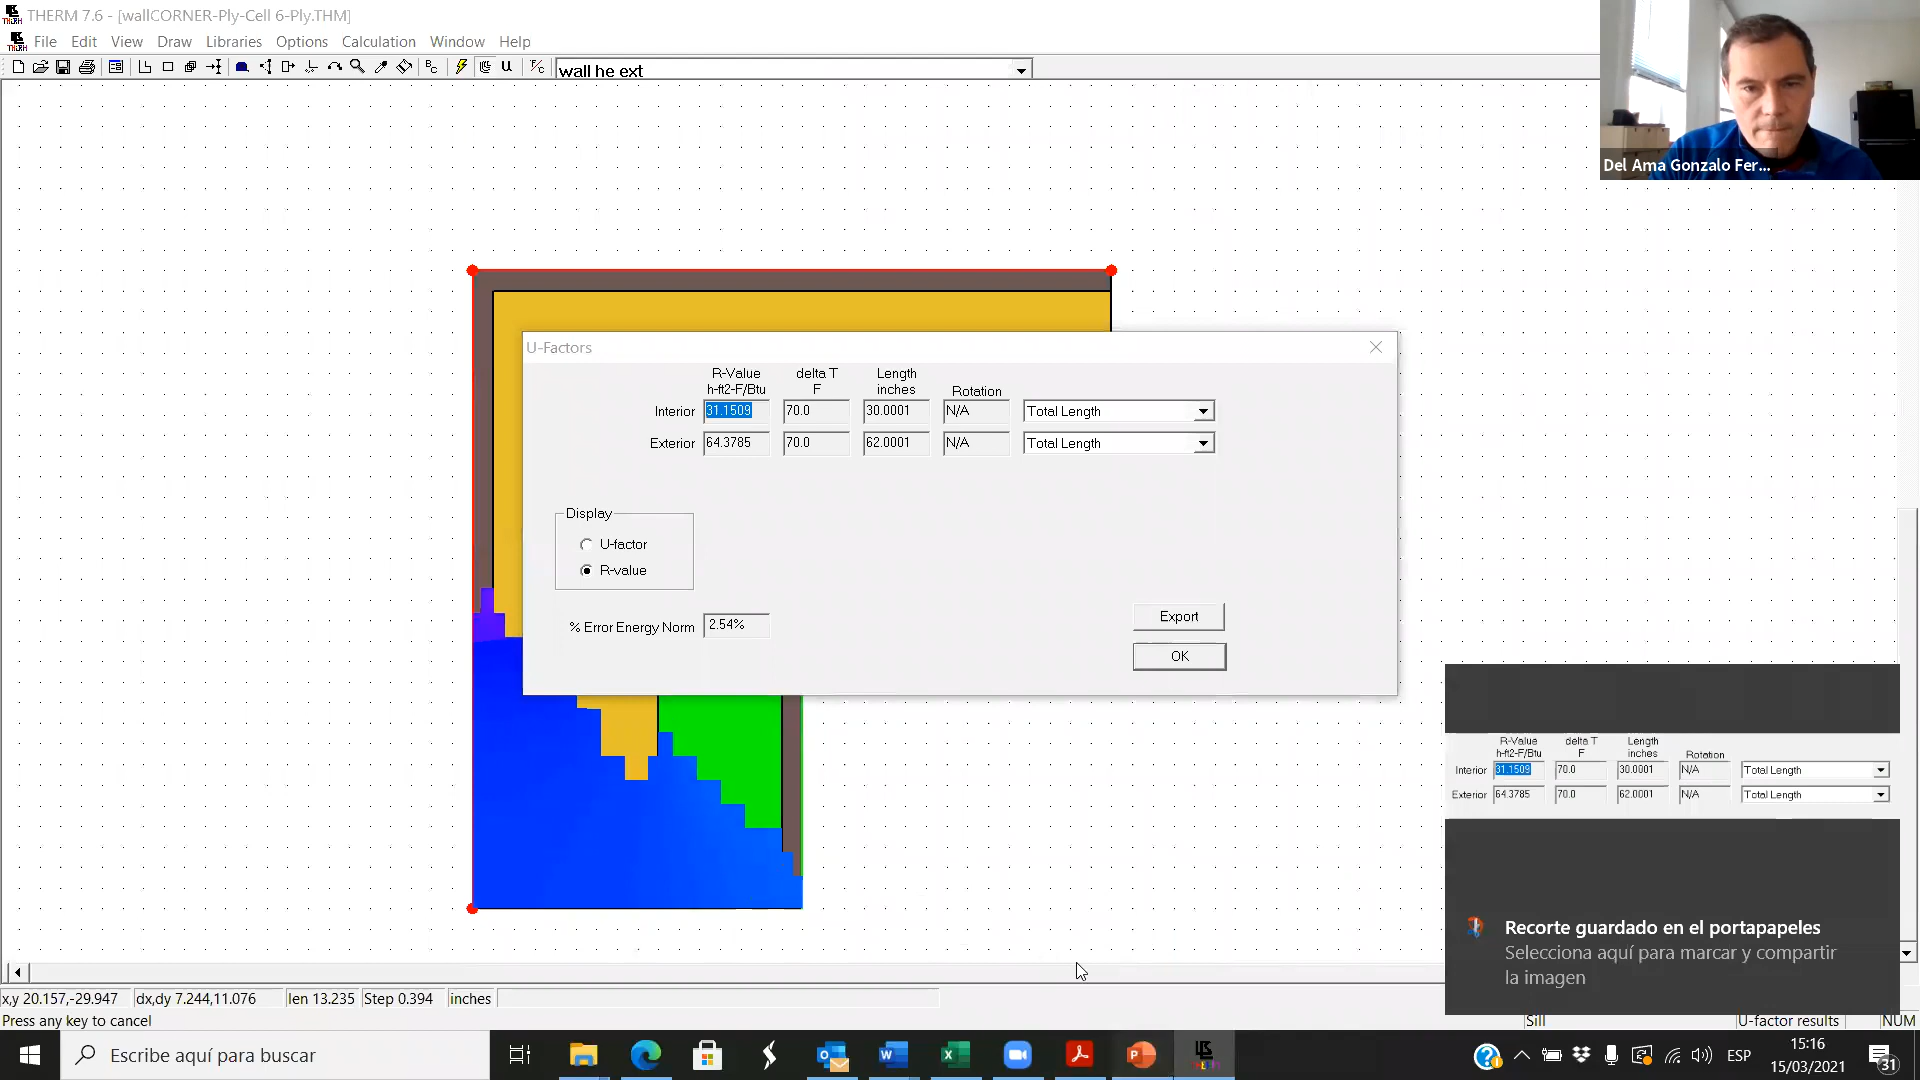 THERM 7.6 - [wallCORNER-Ply-Cell 6-Ply.THM]
File Edit View Draw Libraries Options Calculation Window Help
wall he ext
Del Ama Gonzalo Fer...
U-Factors
R-Value delta T Length
h-ft2-F/Btu F inches Rotation
Interior 31.1509 70.0 30.0001 N/A Total Length
Exterior 64.3785 70.0 62.0001 N/A Total Length
Display
U-factor
R-value
% Error Energy Norm 2.54%
Export
OK
R-Value delta T Length
h-ft2-F/Btu F inches Rotation
Interior 31.1509 70.0 30.0001 N/A Total Length
Exterior 64.3785 70.0 62.0001 N/A Total Length
Recorte guardado en el portapapeles
Selecciona aquí para marcar y compartir
la imagen
x,y 20.157,-29.947 dx,dy 7.244,11.076 len 13.235 Step 0.394 inches
Press any key to cancel Sill U-factor results NUM
Escribe aquí para buscar
ESP
15:16
15/03/2021
31